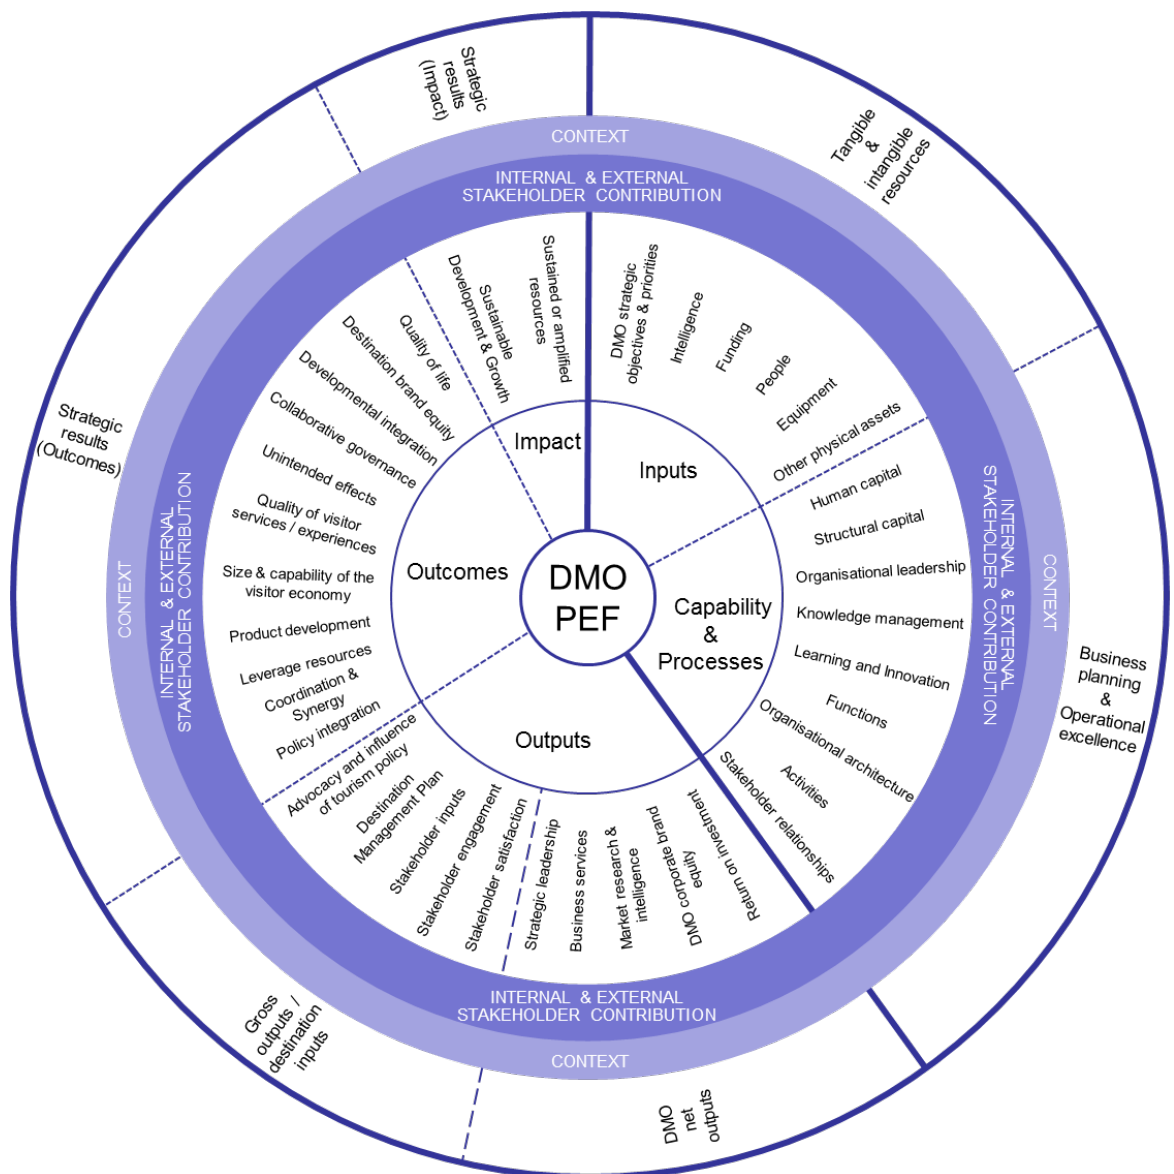 Strategic
results
(Impact)
Tangible
&
intangible
resources
CONTEXT
INTERNAL & EXTERNAL
STAKEHOLDER CONTRIBUTION
Sustainable
Development & Growth
Sustained or amplified
resources
DMO strategic
objectives & priorities
Intelligence
Funding
People
Equipment
Other physical assets
Impact
Inputs
DMO
PEF
Human capital
Structural capital
Organisational leadership
Knowledge management
Learning and Innovation
Functions
Organisational architecture
Activities
Stakeholder relationships
Capability
&
Processes
INTERNAL & EXTERNAL
STAKEHOLDER CONTRIBUTION
CONTEXT
Business
planning
&
Operational
excellence
Outputs
Return on investment
DMO corporate brand
equity
Market research &
intelligence
Business services
Strategic leadership
Stakeholder satisfaction
Stakeholder engagement
Stakeholder inputs
Destination
Management Plan
Advocacy and influence
of tourism policy
INTERNAL & EXTERNAL
STAKEHOLDER CONTRIBUTION
CONTEXT
DMO
net
outputs
Gross
outputs /
destination
inputs
Outcomes
Policy integration
Coordination &
Synergy
Leverage resources
Product development
Size & capability of the
visitor economy
Quality of visitor
services / experiences
Unintended effects
Collaborative governance
Developmental integration
Destination brand equity
Quality of life
INTERNAL & EXTERNAL
STAKEHOLDER CONTRIBUTION
CONTEXT
Strategic
results
(Outcomes)